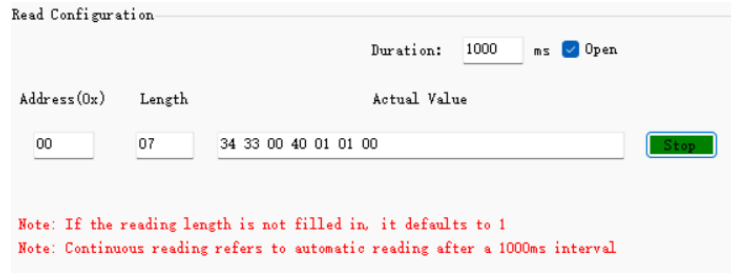 Read Configuration
Duration: 1000 ms Open
Address(0x) Length Actual Value
00 07 34 33 00 40 01 01 00 Stop
Note: If the reading length is not filled in, it defaults to 1
Note: Continuous reading refers to automatic reading after a 1000ms interval